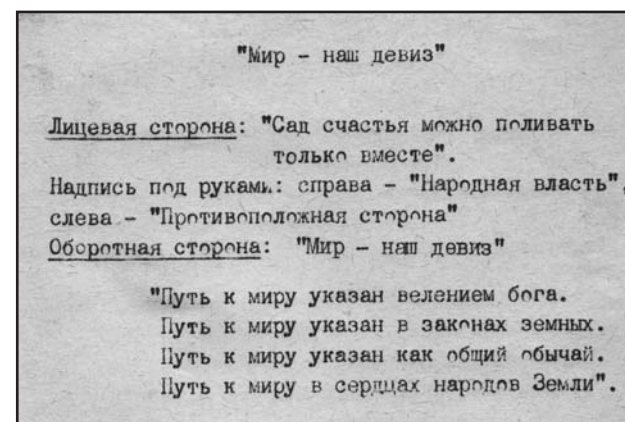 "Мир - наш девиз"
Лицевая сторона: "Сад счастья можно поливать
только вместе".
Надпись под руками: справа - "Народная власть",
слева - "Противоположная сторона"
Оборотная сторона: "Мир - наш девиз"
"Путь к миру указан велением бога.
Путь к миру указан в законах земных.
Путь к миру указан как общий обычай.
Путь к миру в сердцах народов Земли".